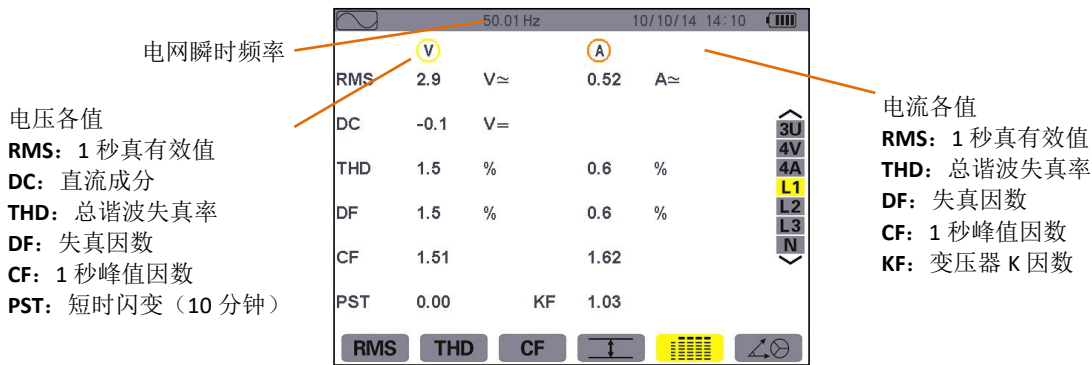 50.01 Hz 10/10/14 14:10
电网瞬时频率
V A
RMS 2.9 V≃ 0.52 A≃
DC -0.1 V=
THD 1.5 % 0.6 %
DF 1.5 % 0.6 %
CF 1.51 1.62
PST 0.00 KF 1.03
3U
4V
4A
L1
L2
L3
N
RMS THD CF
电压各值
RMS：1 秒真有效值
DC：直流成分
THD：总谐波失真率
DF：失真因数
CF：1 秒峰值因数
PST：短时闪变（10 分钟）
电流各值
RMS：1 秒真有效值
THD：总谐波失真率
DF：失真因数
CF：1 秒峰值因数
KF：变压器 K 因数